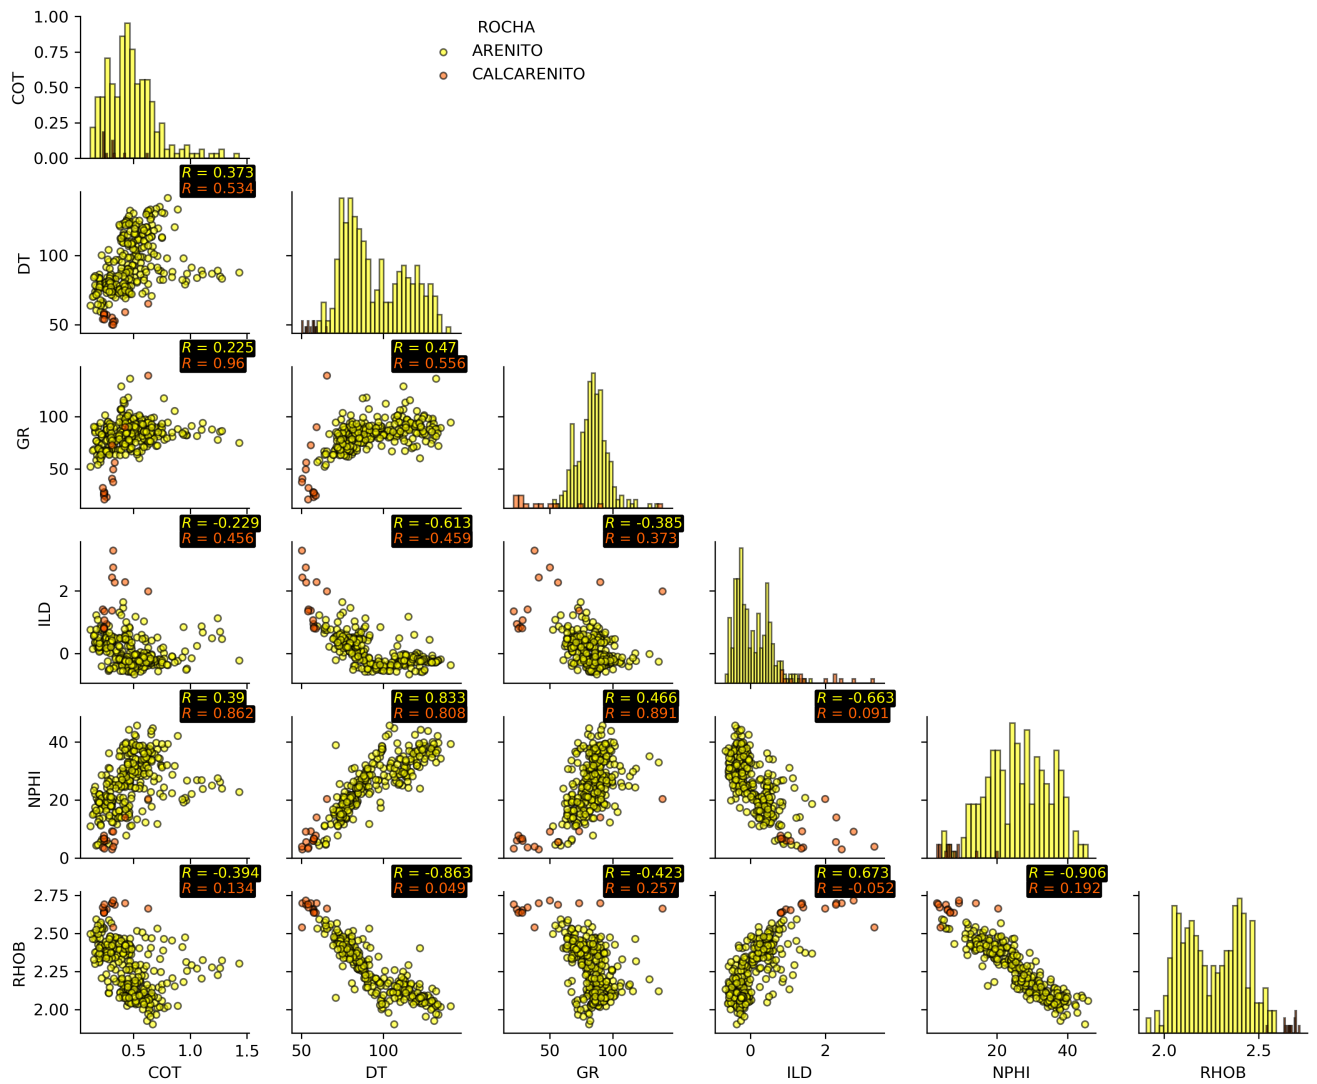 1.00
0.75
0.50
0.25
0.00
COT
ROCHA
ARENITO
CALCARENITO
R = 0.373
R = 0.534
100
50
DT
R = 0.225
R = 0.96
R = 0.47
R = 0.556
100
50
GR
R = -0.229
R = 0.456
R = -0.613
R = -0.459
R = -0.385
R = 0.373
2
0
ILD
R = 0.39
R = 0.862
R = 0.833
R = 0.808
R = 0.466
R = 0.891
R = -0.663
R = 0.091
40
20
0
NPHI
R = -0.394
R = 0.134
R = -0.863
R = 0.049
R = -0.423
R = 0.257
R = 0.673
R = -0.052
R = -0.906
R = 0.192
2.75
2.50
2.25
2.00
RHOB
0.5 1.0 1.5
50 100
50 100
0 2
20 40
2.0 2.5
COT DT GR ILD NPHI RHOB